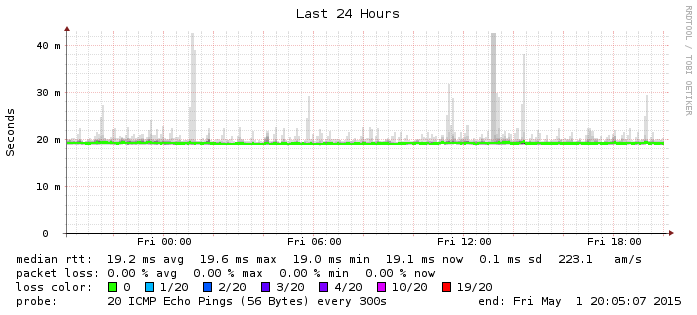 Last 24 Hours
RRDTOOL / TOBI OETIKER
Seconds
40 m
30 m
20 m
10 m
0
Fri 00:00 Fri 06:00 Fri 12:00 Fri 18:00
median rtt: 19.2 ms avg 19.6 ms max 19.0 ms min 19.1 ms now 0.1 ms sd 223.1 am/s
packet loss: 0.00 % avg 0.00 % max 0.00 % min 0.00 % now
loss color: 0 1/20 2/20 3/20 4/20 10/20 19/20
probe: 20 ICMP Echo Pings (56 Bytes) every 300s end: Fri May 1 20:05:07 2015